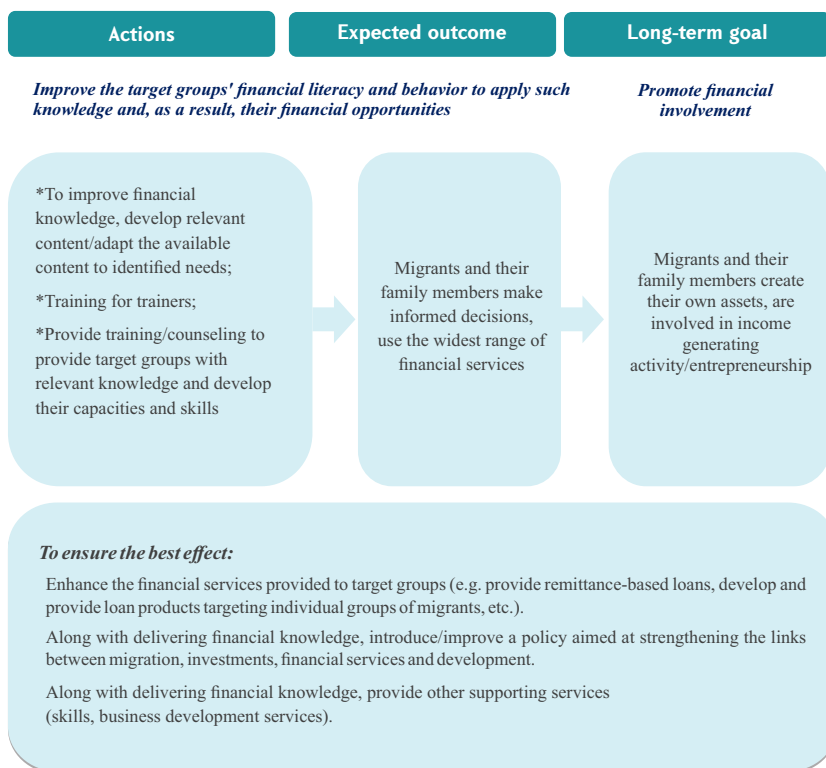 Actions
Expected outcome
Long-term goal
Improve the target groups' financial literacy and behavior to apply such
knowledge and, as a result, their financial opportunities
Promote financial
involvement
*To improve financial
knowledge, develop relevant
content/adapt the available
content to identified needs;
*Training for trainers;
*Provide training/counseling to
provide target groups with
relevant knowledge and develop
their capacities and skills
Migrants and their
family members make
informed decisions,
use the widest range of
financial services
Migrants and their
family members create
their own assets, are
involved in income
generating
activity/entrepreneurship
To ensure the best effect:
Enhance the financial services provided to target groups (e.g. provide remittance-based loans, develop and
provide loan products targeting individual groups of migrants, etc.).
Along with delivering financial knowledge, introduce/improve a policy aimed at strengthening the links
between migration, investments, financial services and development.
Along with delivering financial knowledge, provide other supporting services
(skills, business development services).